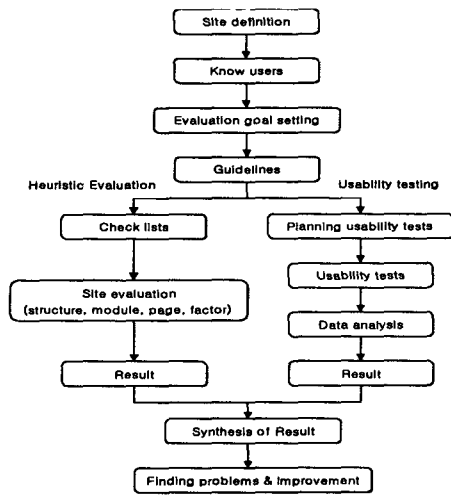 Site definition
Know users
Evaluation goal setting
Guidelines
Heuristic Evaluation
Usability testing
Check lists
Planning usability tests
Site evaluation
(structure, module, page, factor)
Usability tests
Data analysis
Result
Result
Synthesis of Result
Finding problems & Improvement